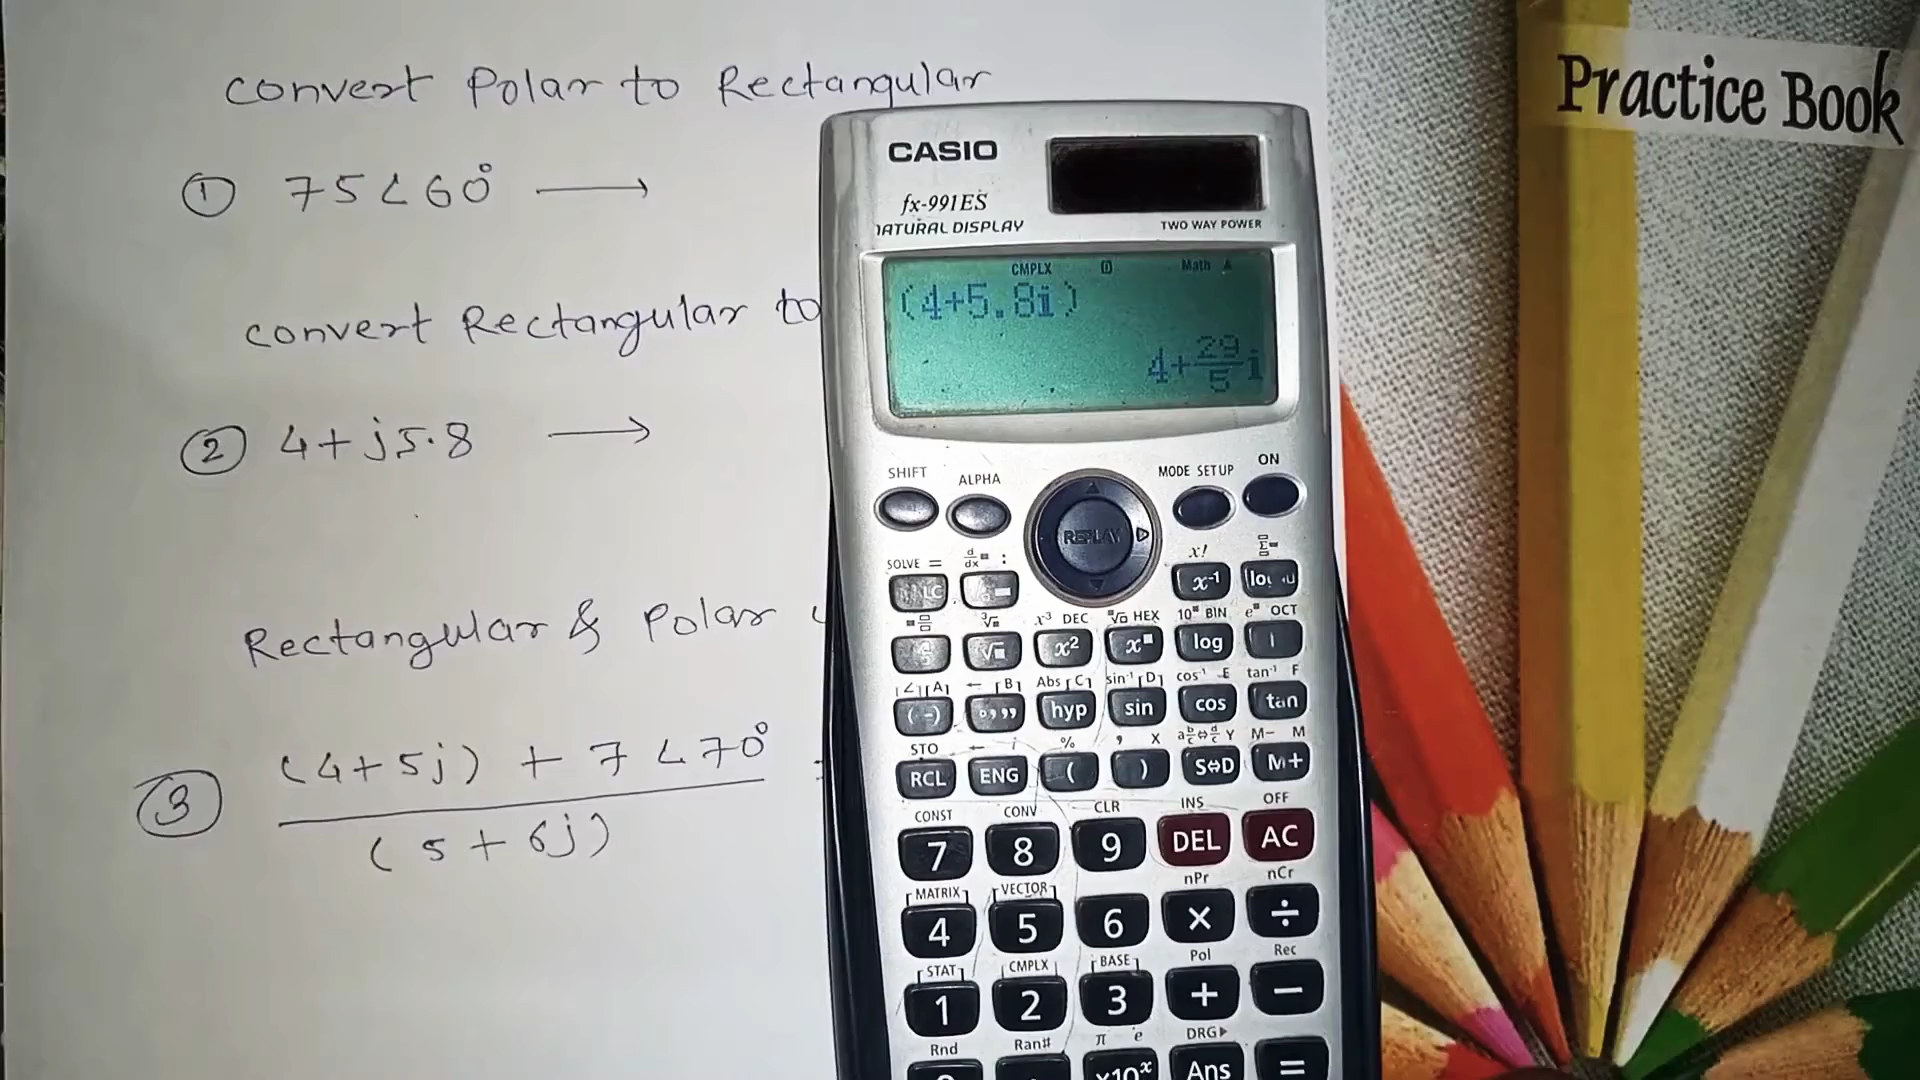 Convert Polar to Rectangular
① 75∠60° ⟶
Convert Rectangular to
② 4+j5.8 ⟶
Rectangular & Polar
③ (4+5j) + 7∠70°
(5+6j)
Practice Book
CASIO
fx-991ES
NATURAL DISPLAY
TWO WAY POWER
CMPLX D Math ▲
(4+5.8i)
4+29/5i
SHIFT ALPHA MODE SETUP ON
REPLAY
SOLVE = d/dx : x! Σ
CALC x⁻¹
³√ x³ DEC √ HEX 10■ BIN e■ OCT
√■ x² x■ log
∠ A ← B Abs C sin⁻¹ D cos⁻¹ E tan⁻¹ F
(-) °,,, hyp sin cos tan
STO ← i % , X a b/c⇔d/c Y M- M
RCL ENG ( ) S⇔D M+
CONST CONV CLR INS OFF
7 8 9 DEL AC
MATRIX VECTOR nPr nCr
4 5 6 × ÷
STAT CMPLX BASE Pol Rec
1 2 3 + −
Rnd Ran# π e DRG▶
0 . ×10ˣ Ans =